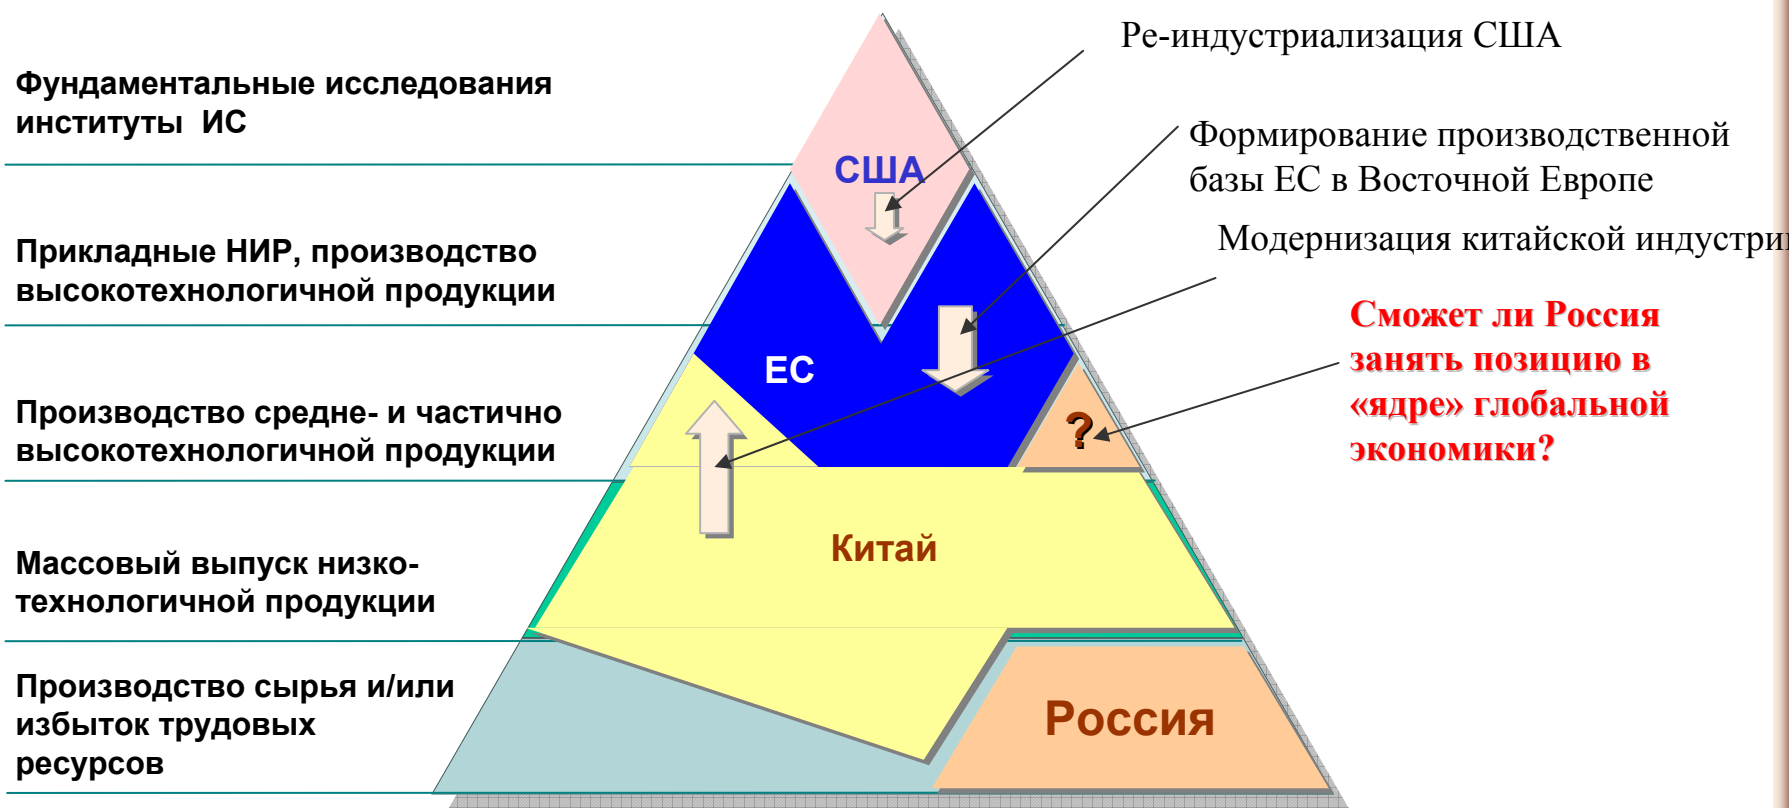 Фундаментальные исследования
институты ИС
Прикладные НИР, производство
высокотехнологичной продукции
Производство средне- и частично
высокотехнологичной продукции
Массовый выпуск низко-
технологичной продукции
Производство сырья и/или
избыток трудовых
ресурсов
США
ЕС
?
Китай
Россия
Ре-индустриализация США
Формирование производственной
базы ЕС в Восточной Европе
Модернизация китайской индустрии
Сможет ли Россия
занять позицию в
«ядре» глобальной
экономики?